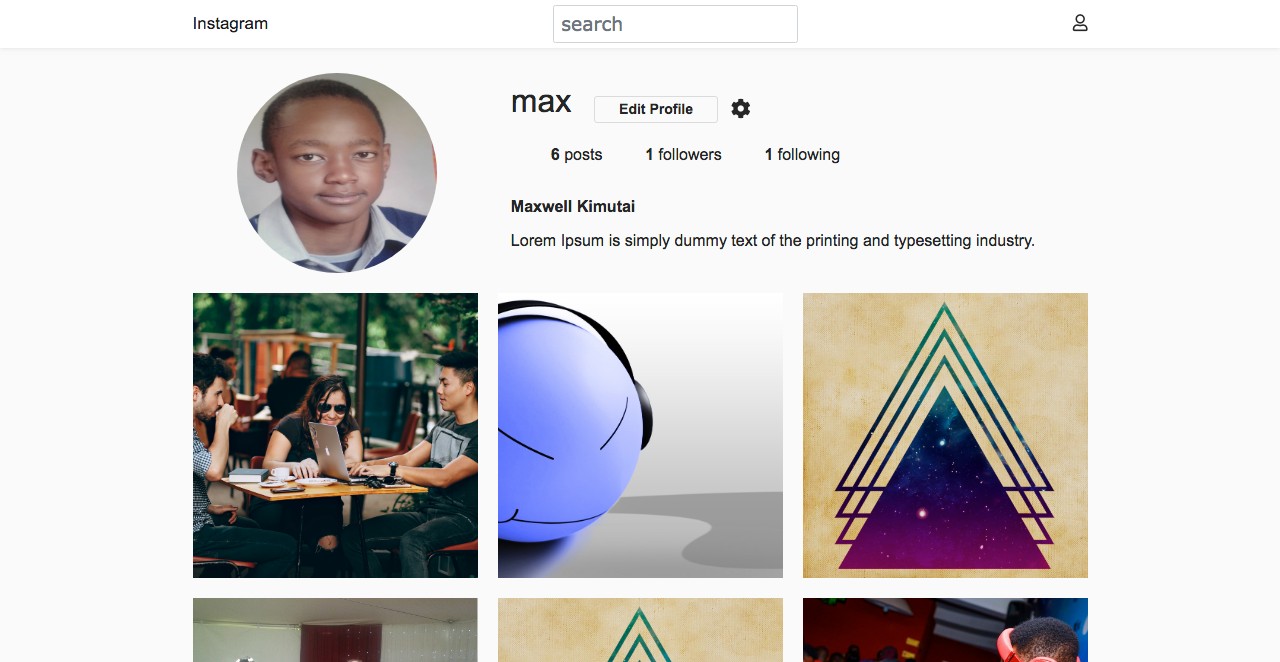 Instagram
search
max
Edit Profile
6 posts 1 followers 1 following
Maxwell Kimutai
Lorem Ipsum is simply dummy text of the printing and typesetting industry.